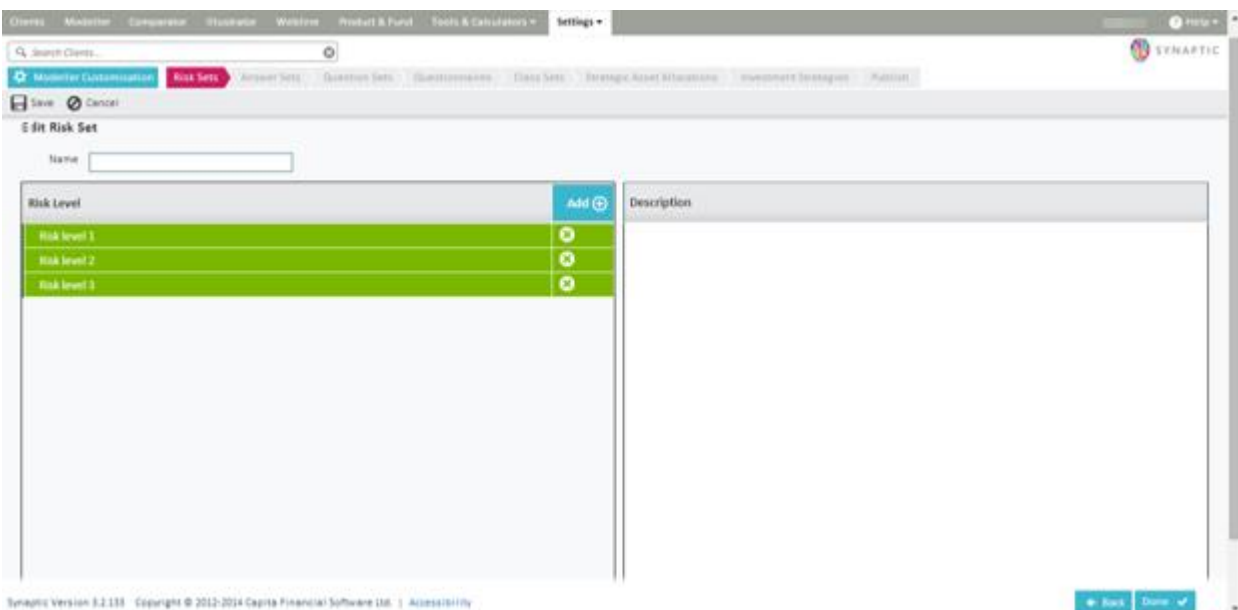 Clients Modeller Comparator Illustrator Webline Product & Fund Tools & Calculators Settings Help
Search Clients...
SYNAPTIC
Modeller Customisation Risk Sets Answer Sets Question Sets Questionnaires Class Sets Strategic Asset Allocations Investment Strategies Publish
Save Cancel
Edit Risk Set
Name
Risk Level Add Description
Risk level 1
Risk level 2
Risk level 3
Synaptic Version 3.2.133 Copyright © 2012-2014 Capita Financial Software Ltd. | Accessibility
Back Done